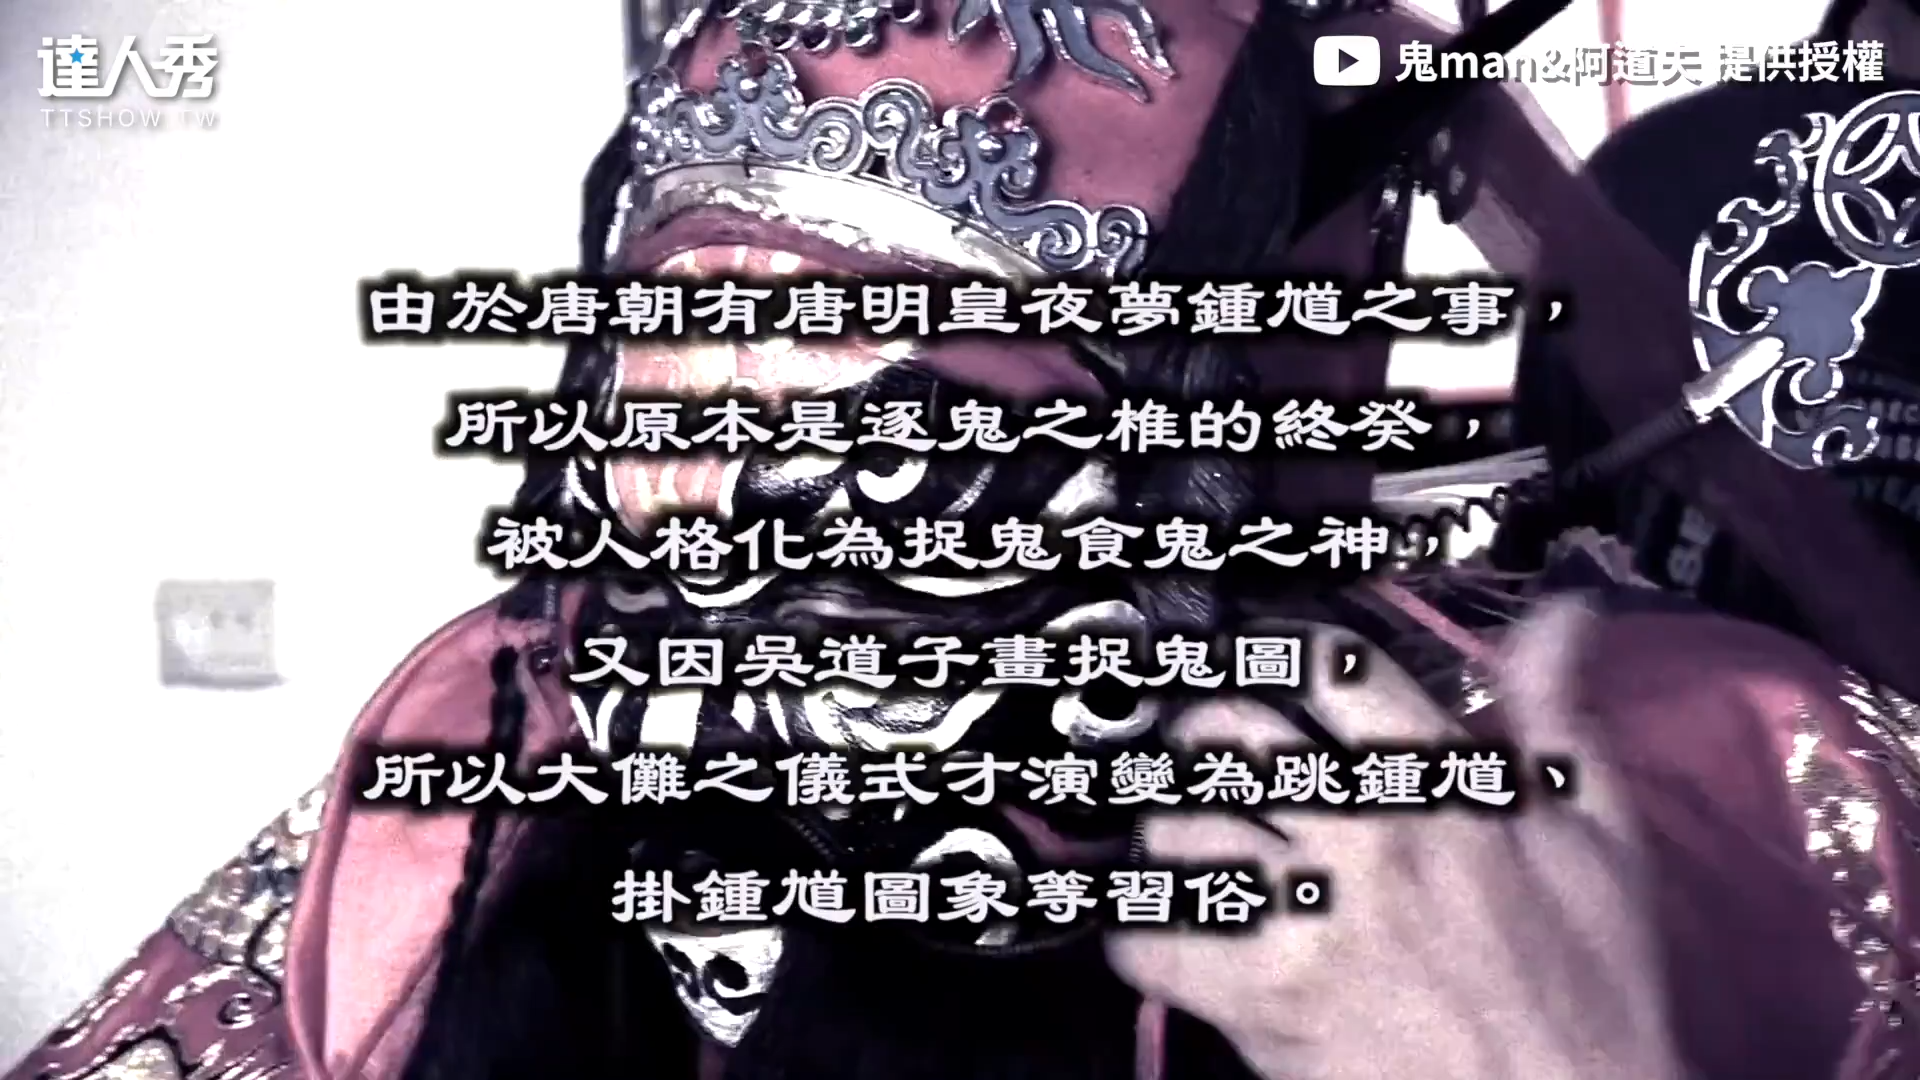 達人秀
TTSHOW.TW
鬼man&阿道夫 提供授權
由於唐朝有唐明皇夜夢鍾馗之事，
所以原本是逐鬼之椎的終癸，
被人格化為捉鬼食鬼之神，
又因吳道子畫捉鬼圖，
所以大儺之儀式才演變為跳鍾馗、
掛鍾馗圖象等習俗。